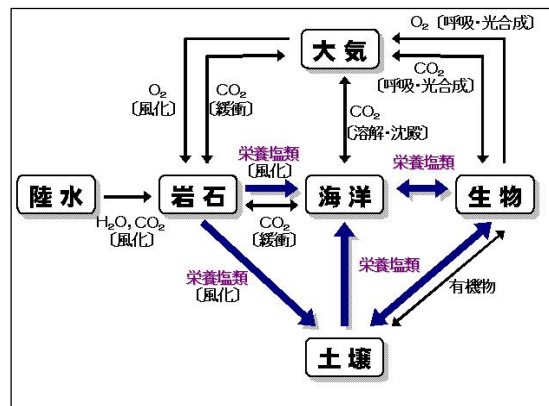 O₂〔呼吸・光合成〕
大気
O₂
〔風化〕
CO₂
〔緩衝〕
CO₂
〔呼吸・光合成〕
CO₂
〔溶解・沈殿〕
栄養塩類
〔風化〕
栄養塩類
陸水
岩石
海洋
生物
H₂O, CO₂
〔風化〕
CO₂
〔緩衝〕
栄養塩類
〔風化〕
栄養塩類
有機物
土壌